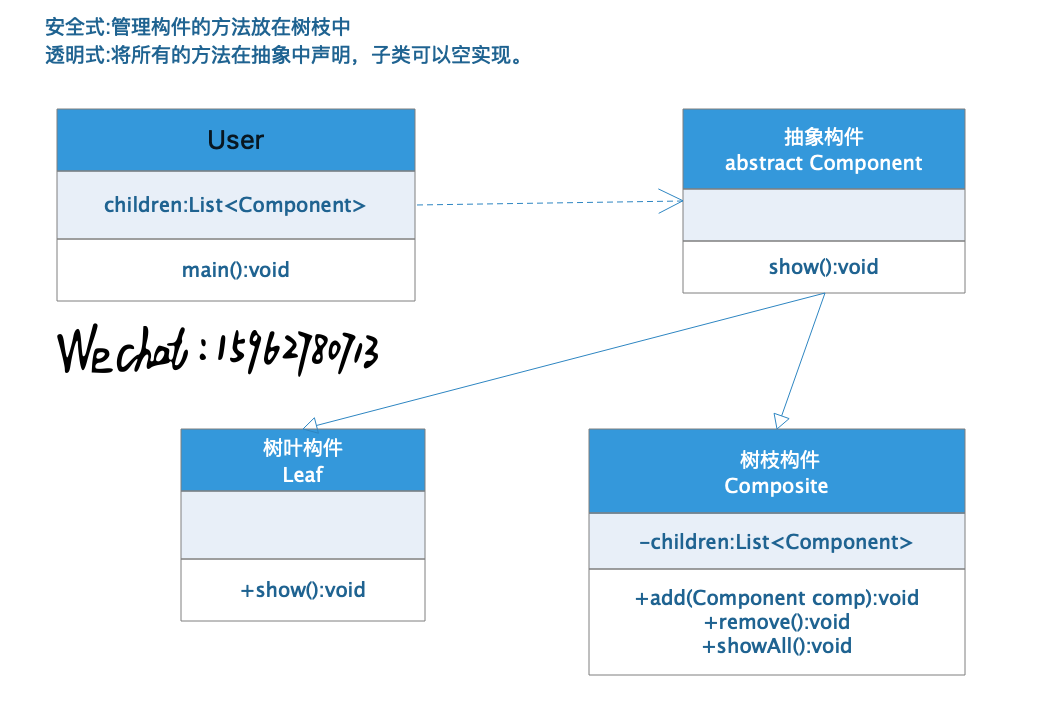 安全式:管理构件的方法放在树枝中
透明式:将所有的方法在抽象中声明，子类可以空实现。
User
children:List<Component>
main():void
抽象构件
abstract Component
show():void
Wechat:15962780713
树叶构件
Leaf
+show():void
树枝构件
Composite
-children:List<Component>
+add(Component comp):void
+remove():void
+showAll():void